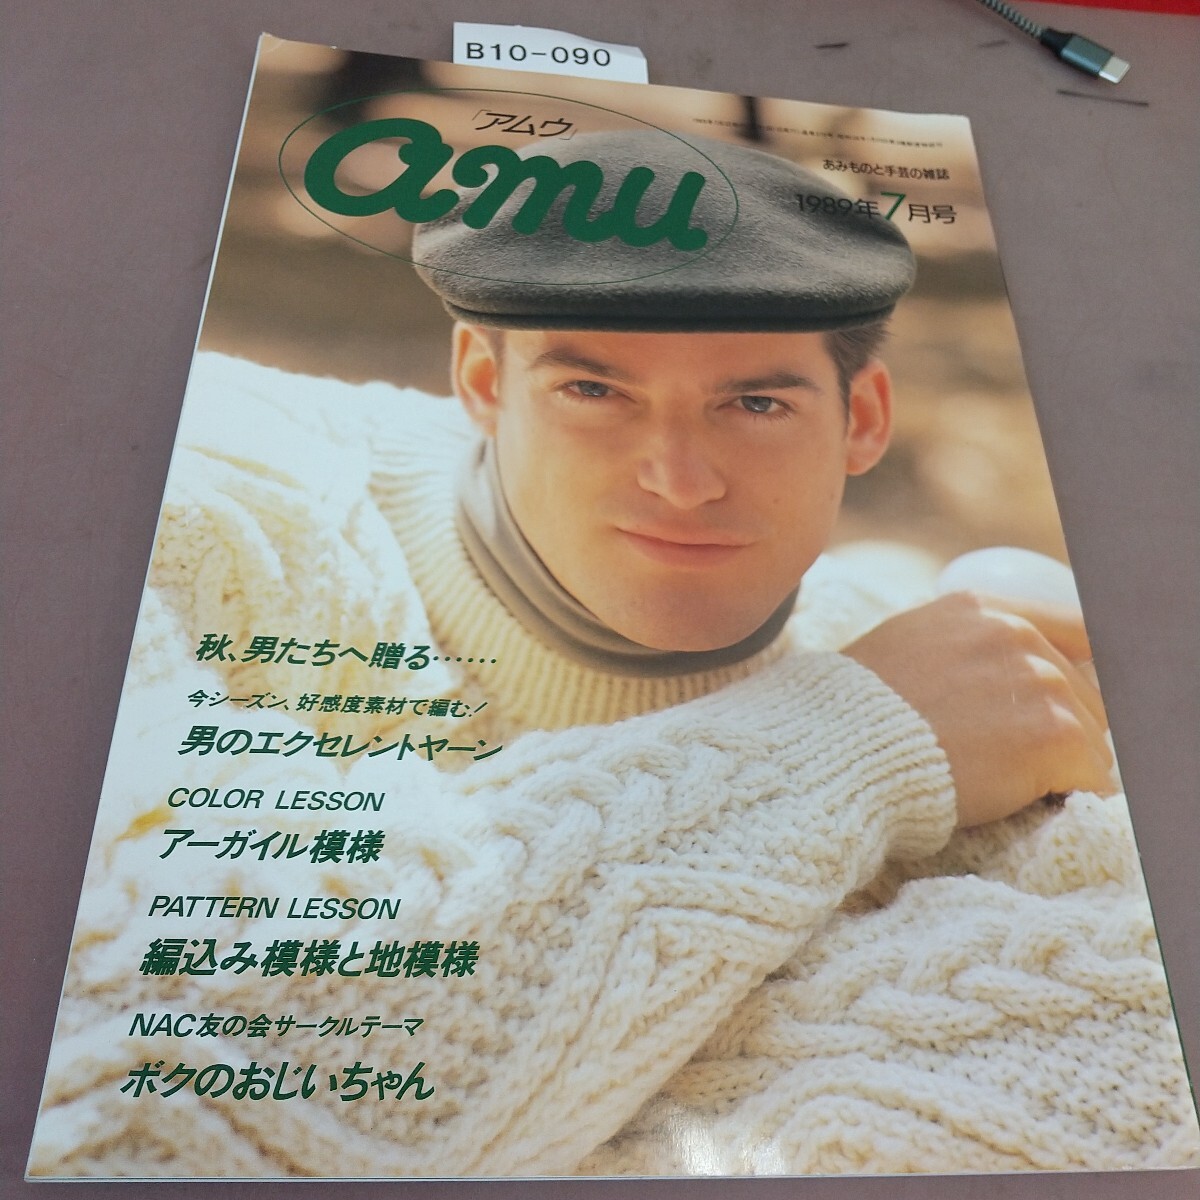 B10-090
「アムウ」
amu
あみものと手芸の雑誌
1989年7月号
秋、男たちへ贈る……
今シーズン、好感度素材で編む!
男のエクセレントヤーン
COLOR LESSON
アーガイル模様
PATTERN LESSON
編込み模様と地模様
NAC友の会サークルテーマ
ボクのおじいちゃん